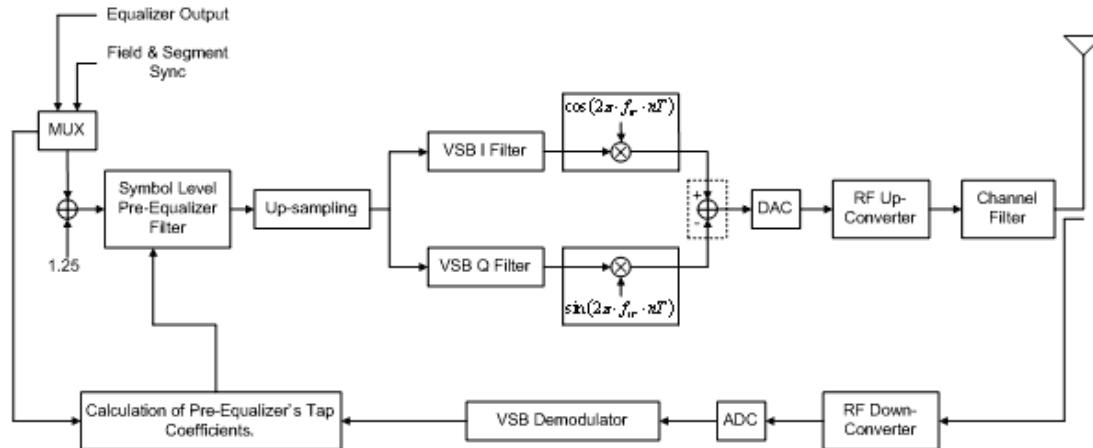 Equalizer Output
Field & Segment
Sync
MUX
1.25
Symbol Level
Pre-Equalizer
Filter
Up-sampling
VSB I Filter
cos(2π· f_tr · nT)
VSB Q Filter
sin(2π· f_tr · nT)
+
-
DAC
RF Up-
Converter
Channel
Filter
Calculation of Pre-Equalizer's Tap
Coefficients.
VSB Demodulator
ADC
RF Down-
Converter